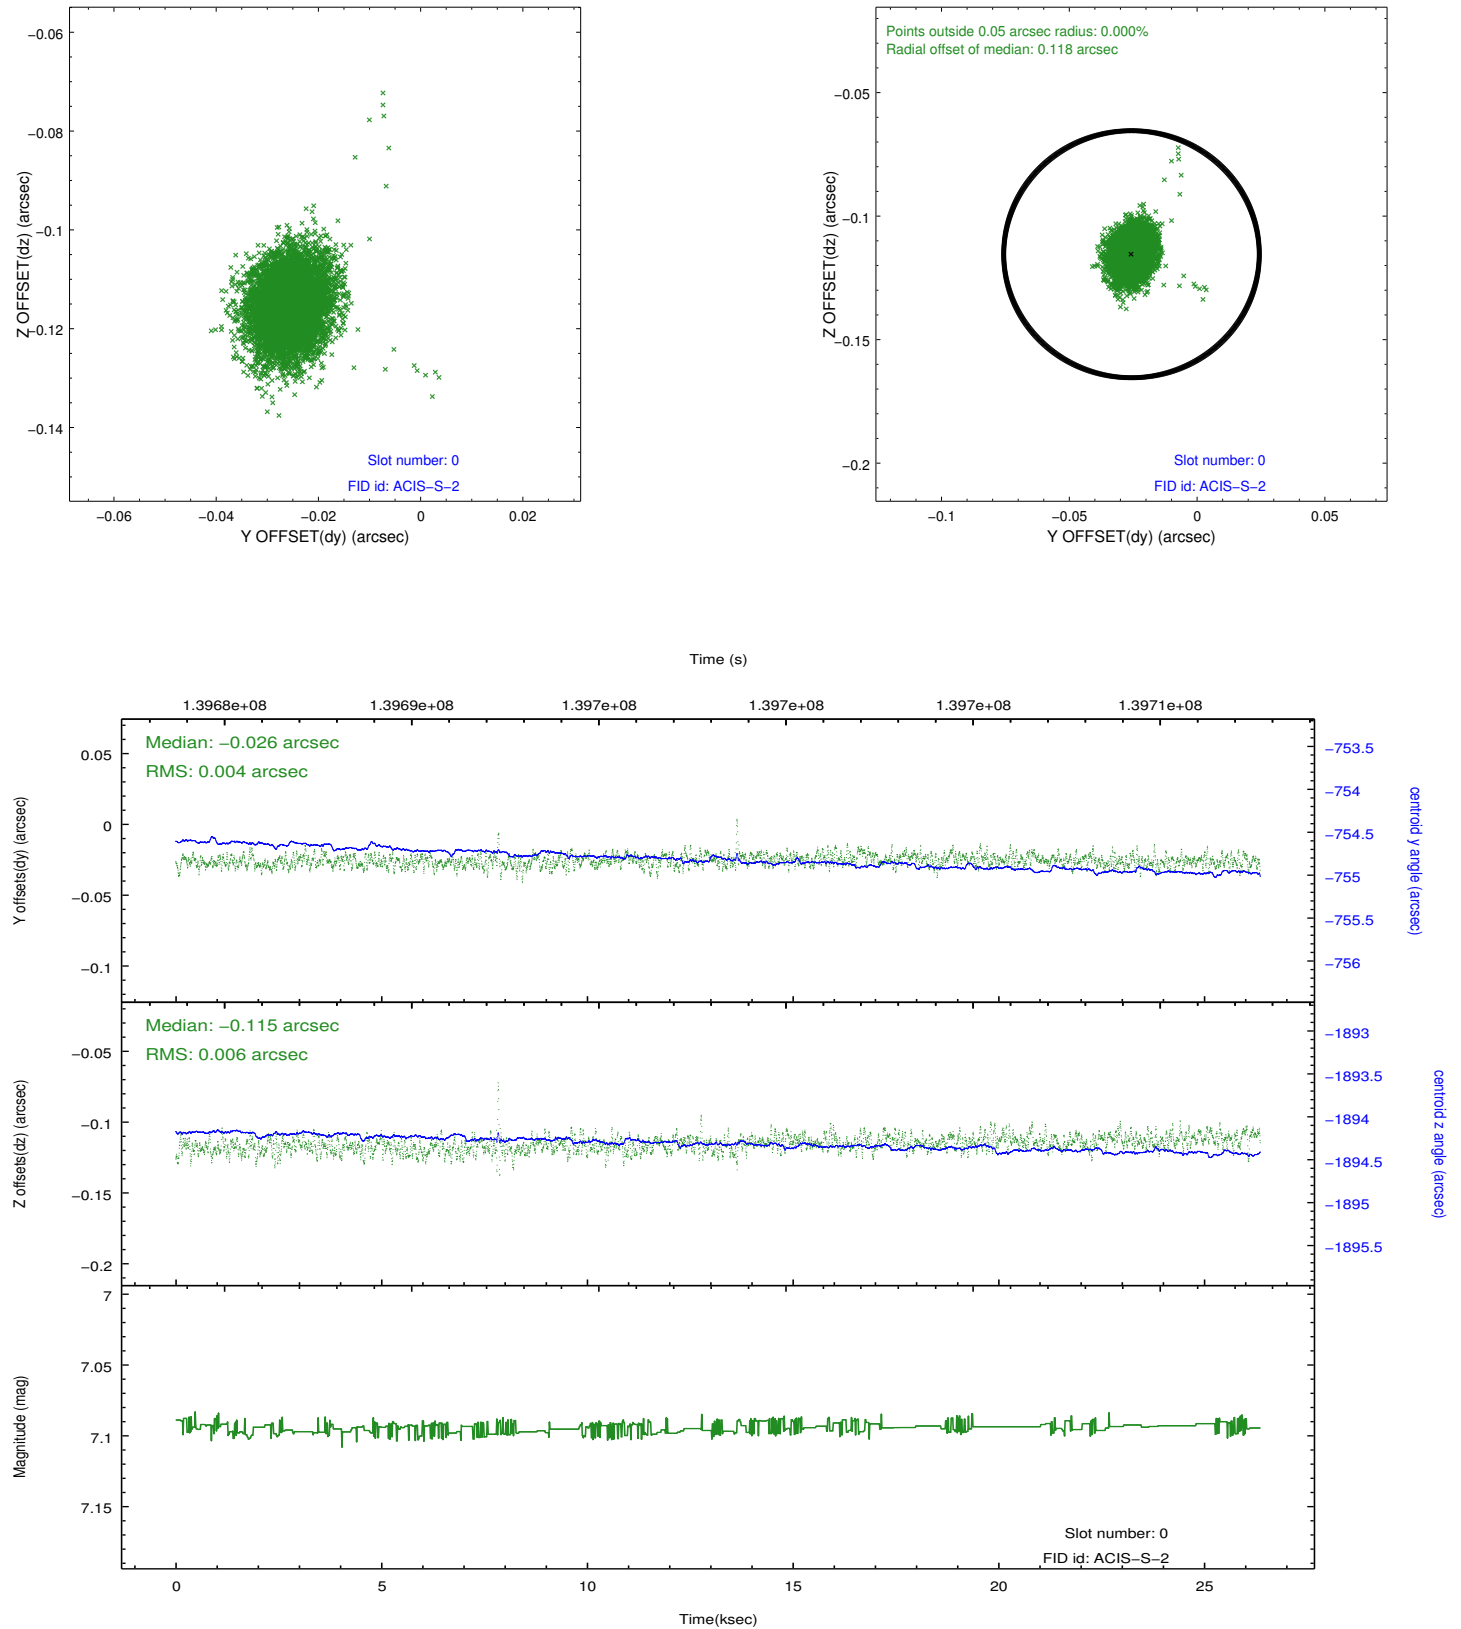 −0.06
−0.08
−0.1
−0.12
−0.14
Z OFFSET(dz) (arcsec)
Slot number: 0
FID id: ACIS−S−2
−0.06 −0.04 −0.02 0 0.02
Y OFFSET(dy) (arcsec)
Points outside 0.05 arcsec radius: 0.000%
Radial offset of median: 0.118 arcsec
−0.05
−0.1
−0.15
−0.2
Z OFFSET(dz) (arcsec)
Slot number: 0
FID id: ACIS−S−2
−0.1 −0.05 0 0.05
Y OFFSET(dy) (arcsec)
Time (s)
1.3968e+08 1.3969e+08 1.397e+08 1.397e+08 1.397e+08 1.3971e+08
Median: −0.026 arcsec
RMS: 0.004 arcsec
0.05
0
−0.05
−0.1
Y offsets(dy) (arcsec)
−753.5
−754
−754.5
−755
−755.5
−756
centroid y angle (arcsec)
Median: −0.115 arcsec
RMS: 0.006 arcsec
−0.05
−0.1
−0.15
−0.2
Z offsets(dz) (arcsec)
−1893
−1893.5
−1894
−1894.5
−1895
−1895.5
centroid z angle (arcsec)
7
7.05
7.1
7.15
Magnitude (mag)
Slot number: 0
FID id: ACIS−S−2
0 5 10 15 20 25
Time(ksec)